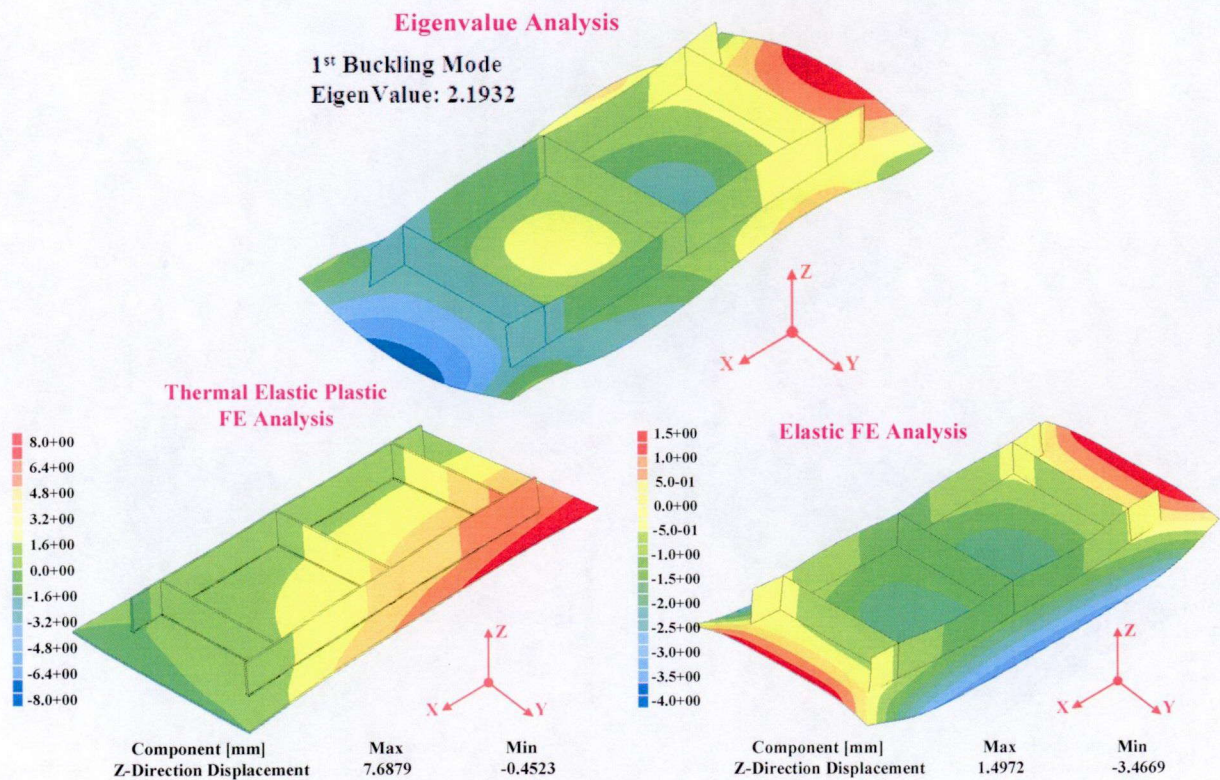 Eigenvalue Analysis
1st Buckling Mode
EigenValue: 2.1932
Z
X
Y
Thermal Elastic Plastic
FE Analysis
8.0+00
6.4+00
4.8+00
3.2+00
1.6+00
0.0+00
-1.6+00
-3.2+00
-4.8+00
-6.4+00
-8.0+00
Z
X
Y
Component [mm] Max Min
Z-Direction Displacement 7.6879 -0.4523
Elastic FE Analysis
1.5+00
1.0+00
5.0-01
0.0+00
-5.0-01
-1.0+00
-1.5+00
-2.0+00
-2.5+00
-3.0+00
-3.5+00
-4.0+00
Z
X
Y
Component [mm] Max Min
Z-Direction Displacement 1.4972 -3.4669